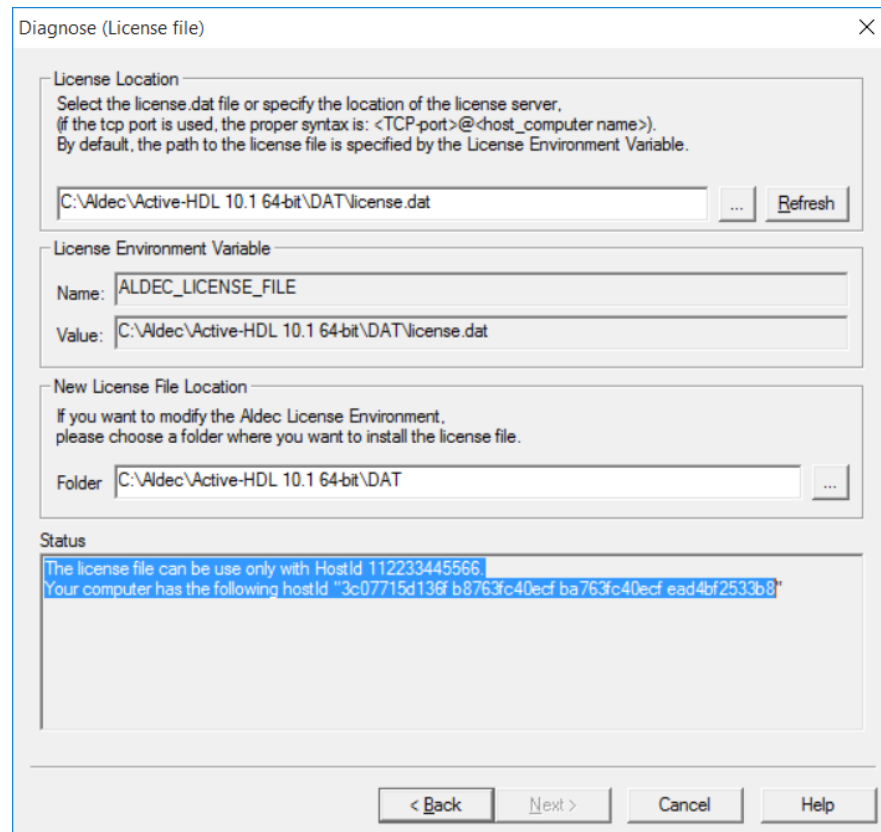 Diagnose (License file)
License Location
Select the license.dat file or specify the location of the license server,
(if the tcp port is used, the proper syntax is: <TCP-port>@<host_computer name>).
By default, the path to the license file is specified by the License Environment Variable.
C:\Aldec\Active-HDL 10.1 64-bit\DAT\license.dat
...
Refresh
License Environment Variable
Name: ALDEC_LICENSE_FILE
Value: C:\Aldec\Active-HDL 10.1 64-bit\DAT\license.dat
New License File Location
If you want to modify the Aldec License Environment,
please choose a folder where you want to install the license file.
Folder C:\Aldec\Active-HDL 10.1 64-bit\DAT
...
Status
The license file can be use only with HostId 112233445566.
Your computer has the following hostId "3c07715d136f b8763fc40ecf ba763fc40ecf ead4bf2533b8"
< Back
Next >
Cancel
Help